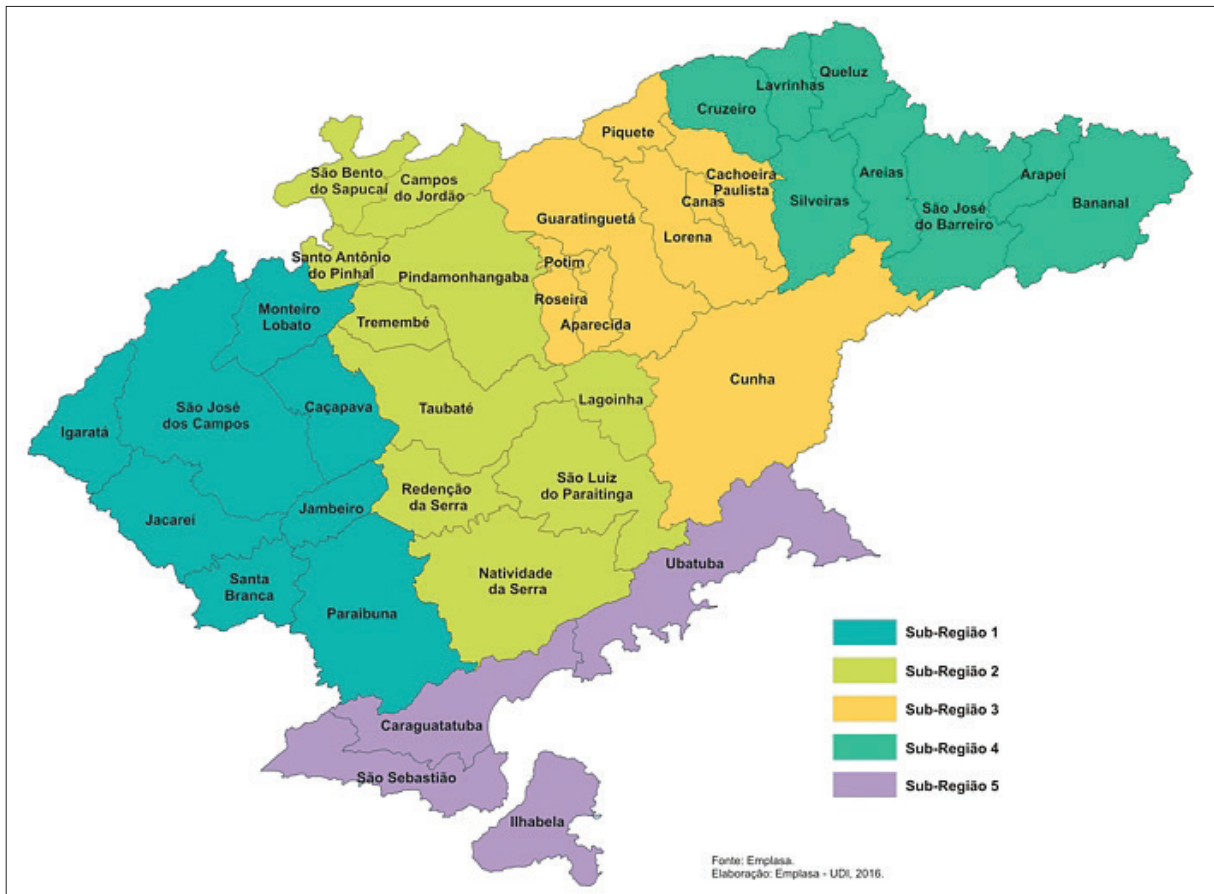 Queluz
Lavrinhas
Cruzeiro
Piquete
São Bento
do Sapucaí
Campos
do Jordão
Cachoeira
Paulista
Areias
Arapeí
Canas
Silveiras
São José
do Barreiro
Bananal
Guaratinguetá
Lorena
Santo Antônio
do Pinhal
Pindamonhangaba
Potim
Roseira
Aparecida
Monteiro
Lobato
Tremembé
Cunha
São José
dos Campos
Caçapava
Taubaté
Lagoinha
Igaratá
Redenção
da Serra
São Luiz
do Paraitinga
Jacareí
Jambeiro
Ubatuba
Santa
Branca
Natividade
da Serra
Paraibuna
Caraguatatuba
São Sebastião
Ilhabela
Sub-Região 1
Sub-Região 2
Sub-Região 3
Sub-Região 4
Sub-Região 5
Fonte: Emplasa.
Elaboração: Emplasa - UDI, 2016.